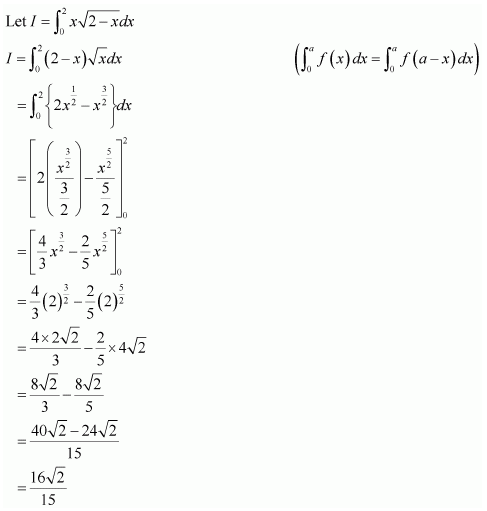 Let I = ∫₀² x√(2−x)dx
I = ∫₀² (2−x)√x dx (∫₀ᵃ f(x)dx = ∫₀ᵃ f(a−x)dx)
= ∫₀² {2x^(1/2) − x^(3/2)}dx
= [2(x^(3/2)/(3/2)) − x^(5/2)/(5/2)]₀²
= [4/3 x^(3/2) − 2/5 x^(5/2)]₀²
= 4/3 (2)^(3/2) − 2/5 (2)^(5/2)
= (4×2√2)/3 − 2/5 × 4√2
= 8√2/3 − 8√2/5
= (40√2 − 24√2)/15
= 16√2/15